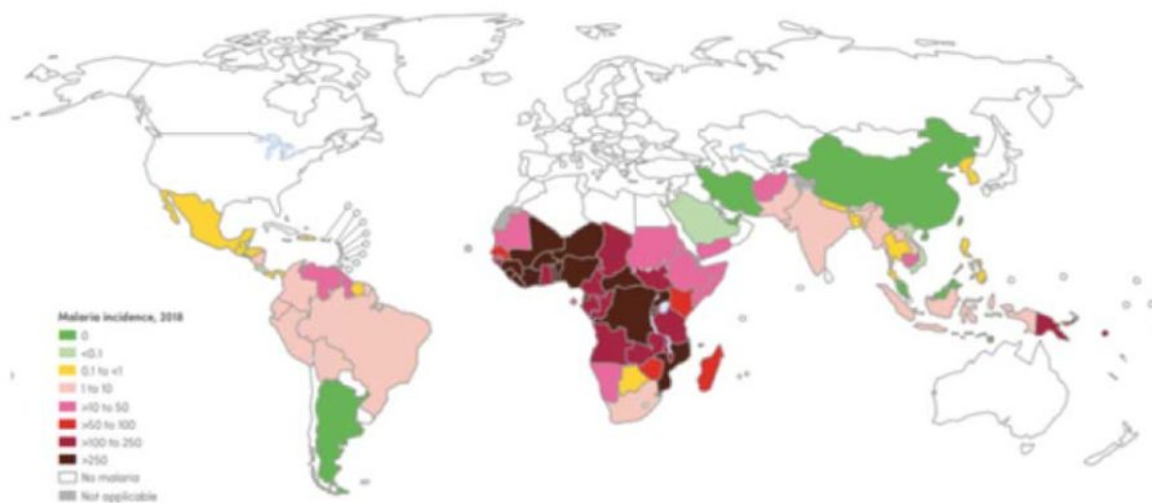 Malaria incidence, 2018
0
<0.1
0.1 to <1
1 to 10
>10 to 50
>50 to 100
>100 to 250
>250
No malaria
Not applicable